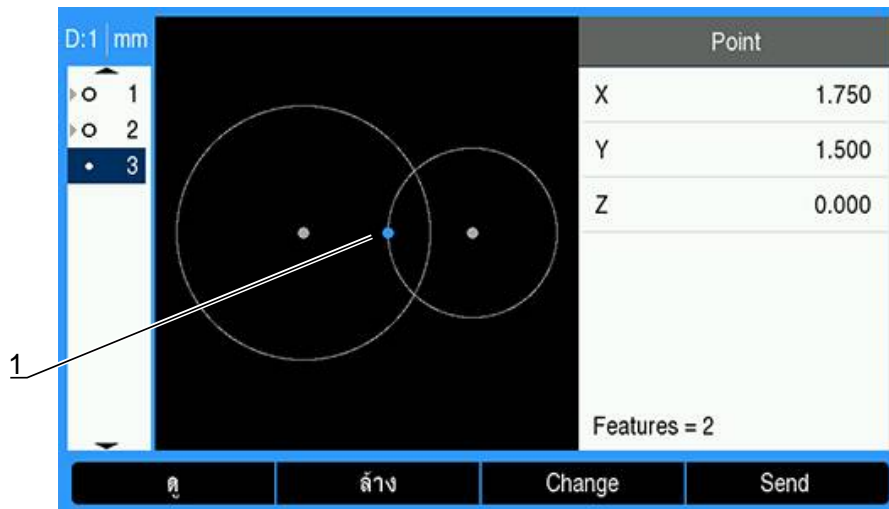 D:1 mm
Point
1
2
3
X 1.750
Y 1.500
Z 0.000
1
Features = 2
ดู ล้าง Change Send